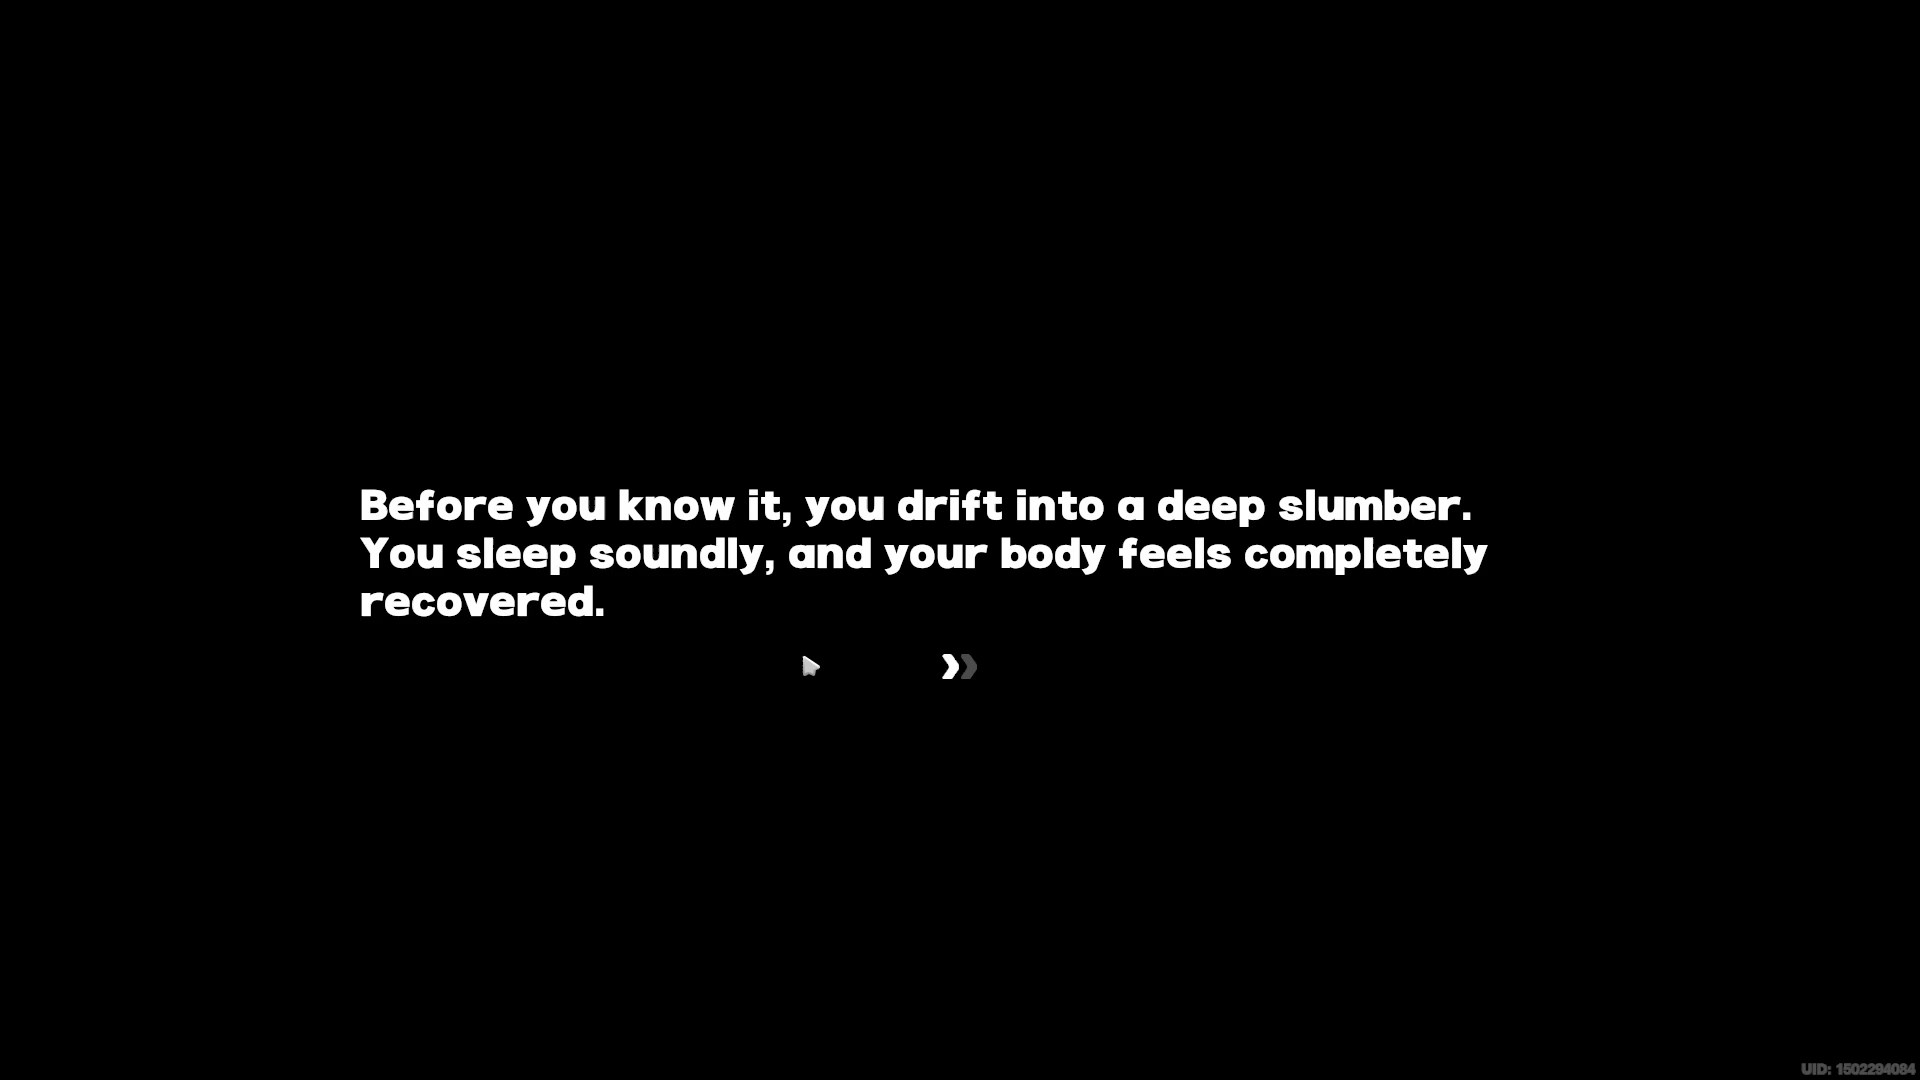 Before you know it, you drift into a deep slumber.
You sleep soundly, and your body feels completely
recovered.
UID: 1502294084